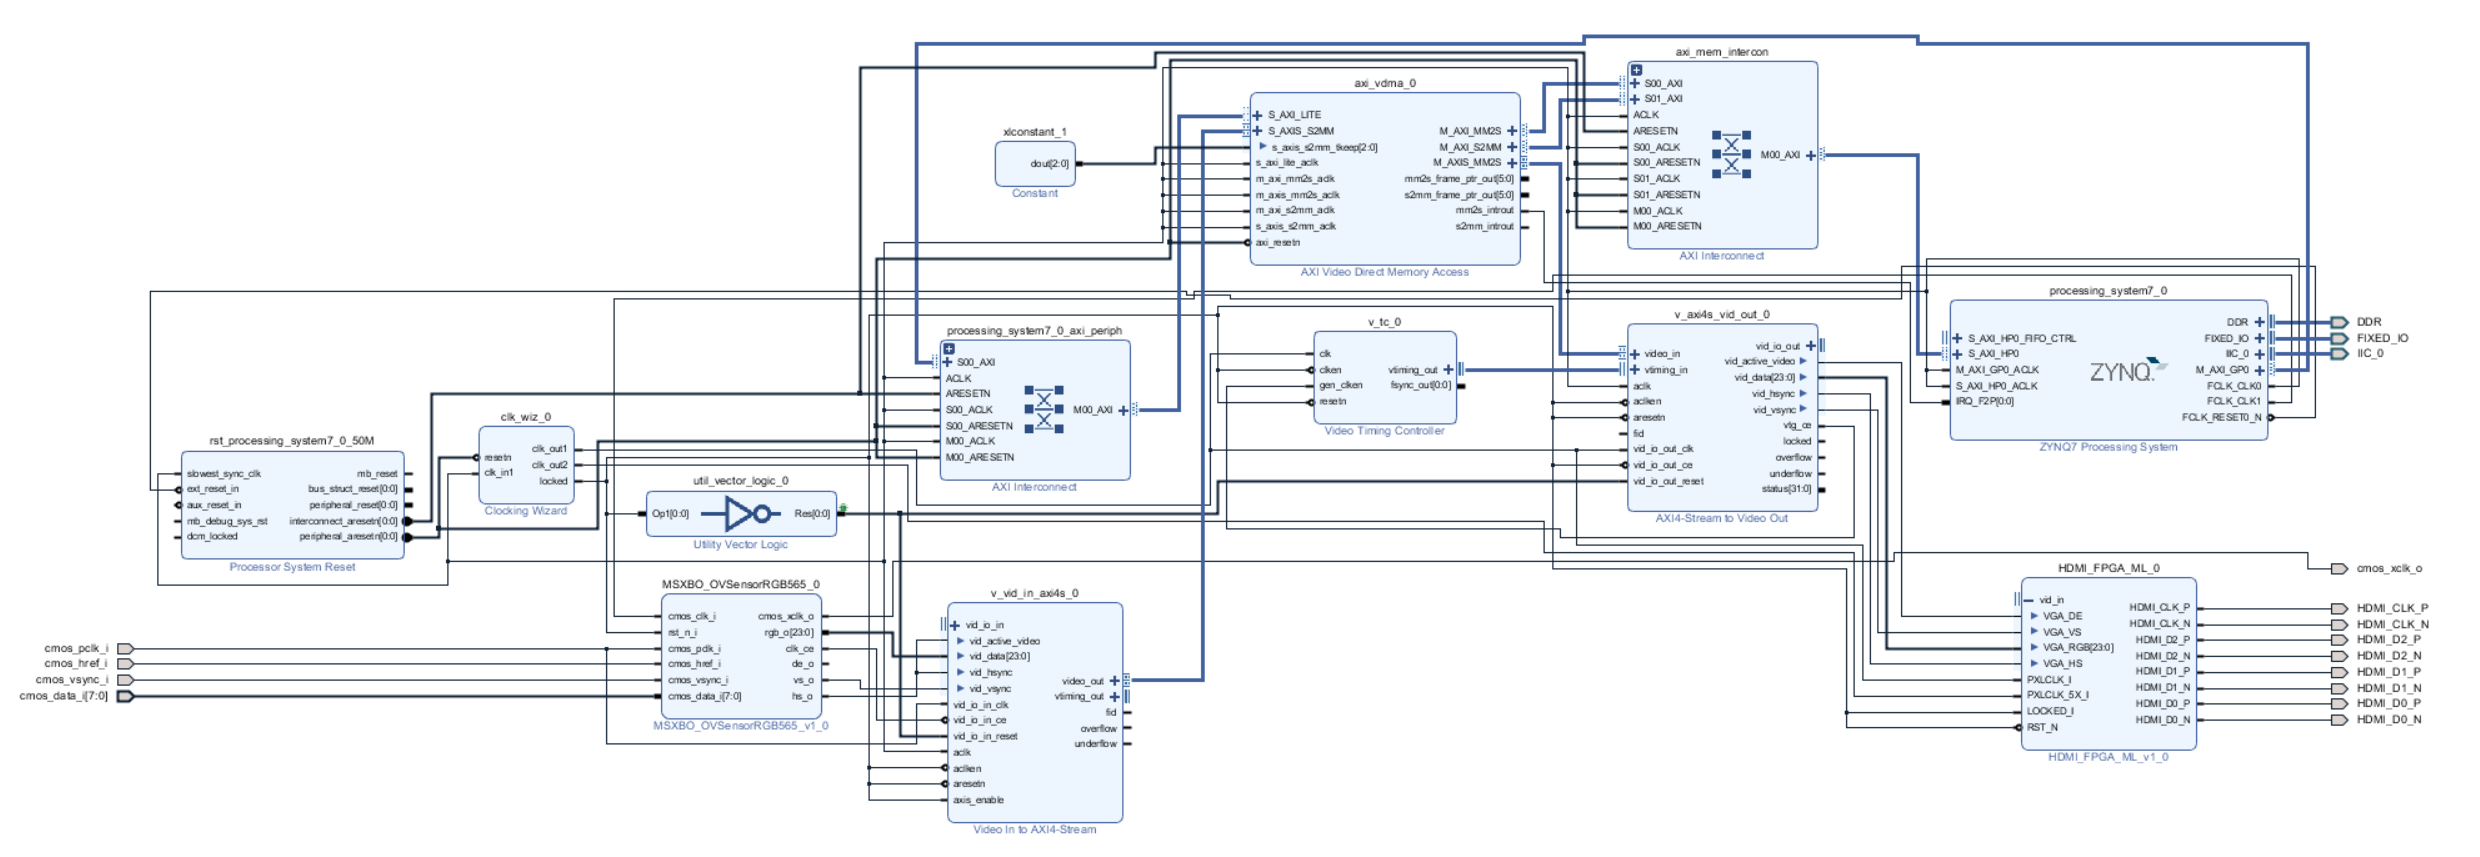 axi_mem_intercon
S00_AXI
S01_AXI
ACLK
ARESETN
S00_ACLK
S00_ARESETN
S01_ACLK
S01_ARESETN
M00_ACLK
M00_ARESETN
M00_AXI
AXI Interconnect
axi_vdma_0
S_AXI_LITE
S_AXIS_S2MM
s_axis_s2mm_tkeep[2:0]
s_axi_lite_aclk
m_axi_mm2s_aclk
m_axis_mm2s_aclk
m_axi_s2mm_aclk
s_axis_s2mm_aclk
axi_resetn
M_AXI_MM2S
M_AXI_S2MM
M_AXIS_MM2S
mm2s_frame_ptr_out[5:0]
s2mm_frame_ptr_out[5:0]
mm2s_introut
s2mm_introut
AXI Video Direct Memory Access
xlconstant_1
dout[2:0]
Constant
processing_system7_0
S_AXI_HP0_FIFO_CTRL
S_AXI_HP0
M_AXI_GP0_ACLK
S_AXI_HP0_ACLK
IRQ_F2P[0:0]
ZYNQ
DDR
FIXED_IO
IIC_0
M_AXI_GP0
FCLK_CLK0
FCLK_CLK1
FCLK_RESET0_N
ZYNQ7 Processing System
DDR
FIXED_IO
IIC_0
processing_system7_0_axi_periph
S00_AXI
ACLK
ARESETN
S00_ACLK
S00_ARESETN
M00_ACLK
M00_ARESETN
M00_AXI
AXI Interconnect
v_tc_0
clk
clken
gen_clken
resetn
vtiming_out
fsync_out[0:0]
Video Timing Controller
v_axi4s_vid_out_0
video_in
vtiming_in
aclk
aclken
aresetn
fid
vid_io_out_clk
vid_io_out_ce
vid_io_out_reset
vid_io_out
vid_active_video
vid_data[23:0]
vid_hsync
vid_vsync
vtg_ce
locked
overflow
underflow
status[31:0]
AXI4-Stream to Video Out
rst_processing_system7_0_50M
slowest_sync_clk
ext_reset_in
aux_reset_in
mb_debug_sys_rst
dcm_locked
mb_reset
bus_struct_reset[0:0]
peripheral_reset[0:0]
interconnect_aresetn[0:0]
peripheral_aresetn[0:0]
Processor System Reset
clk_wiz_0
resetn
clk_in1
clk_out1
clk_out2
locked
Clocking Wizard
util_vector_logic_0
Op1[0:0]
Res[0:0]
Utility Vector Logic
MSXBO_OVSensorRGB565_0
cmos_clk_i
rst_n_i
cmos_pclk_i
cmos_href_i
cmos_vsync_i
cmos_data_i[7:0]
cmos_xclk_o
rgb_o[23:0]
clk_ce
de_o
vs_o
hs_o
MSXBO_OVSensorRGB565_v1_0
cmos_pclk_i
cmos_href_i
cmos_vsync_i
cmos_data_i[7:0]
v_vid_in_axi4s_0
vid_io_in
vid_active_video
vid_data[23:0]
vid_hsync
vid_vsync
vid_io_in_clk
vid_io_in_ce
vid_io_in_reset
aclk
aclken
aresetn
axis_enable
video_out
vtiming_out
fid
overflow
underflow
Video In to AXI4-Stream
HDMI_FPGA_ML_0
vid_in
VGA_DE
VGA_VS
VGA_RGB[23:0]
VGA_HS
PXLCLK_I
PXLCLK_5X_I
LOCKED_I
RST_N
HDMI_CLK_P
HDMI_CLK_N
HDMI_D2_P
HDMI_D2_N
HDMI_D1_P
HDMI_D1_N
HDMI_D0_P
HDMI_D0_N
HDMI_FPGA_ML_v1_0
cmos_xclk_o
HDMI_CLK_P
HDMI_CLK_N
HDMI_D2_P
HDMI_D2_N
HDMI_D1_P
HDMI_D1_N
HDMI_D0_P
HDMI_D0_N